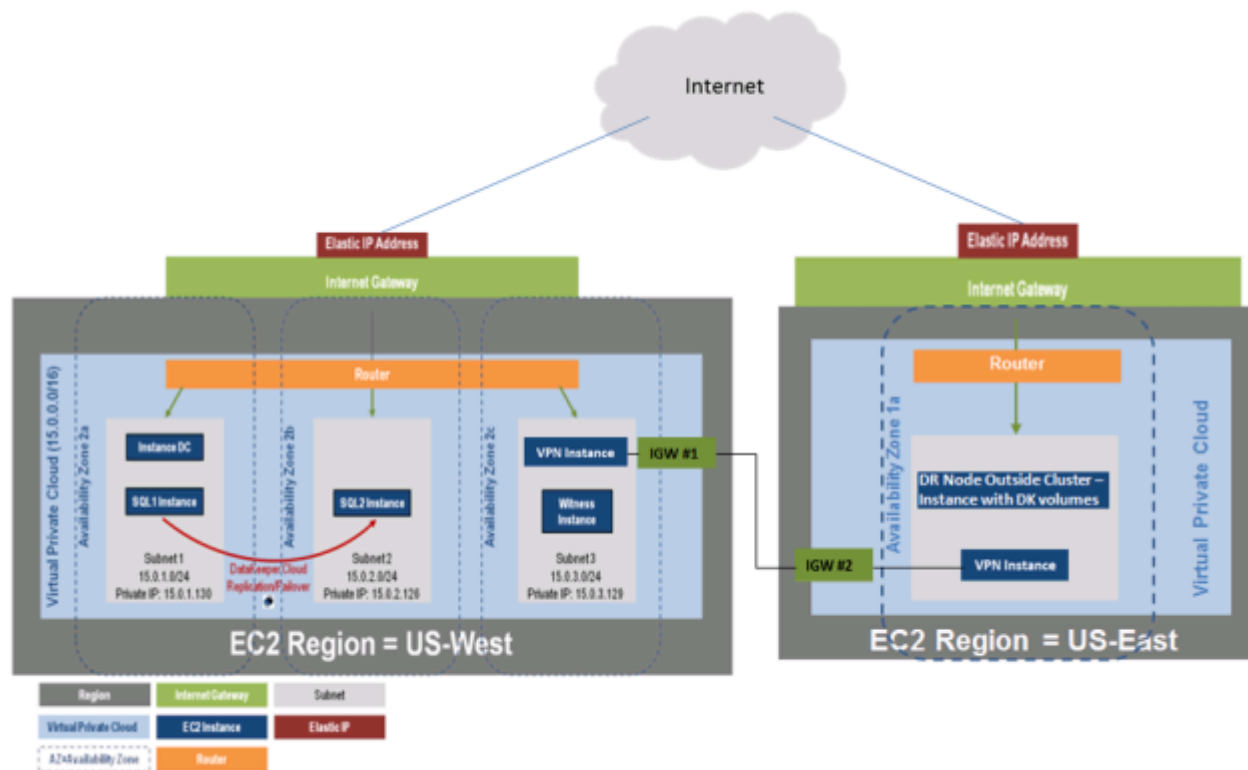 Internet
Elastic IP Address
Internet Gateway
Router
Virtual Private Cloud (15.0.0.0/16)
Availability Zone 2a
Instance DC
SQL1 Instance
Subnet 1
15.0.1.0/24
Private IP: 15.0.1.130
DataKeeper Cloud
Replication/Failover
Availability Zone 2b
SQL2 Instance
Subnet 2
15.0.2.0/24
Private IP: 15.0.2.126
Availability Zone 2c
VPN Instance
Witness
Instance
Subnet 3
15.0.3.0/24
Private IP: 15.0.3.129
IGW #1
EC2 Region = US-West
Elastic IP Address
Internet Gateway
Router
Availability Zone 1a
DR Node Outside Cluster –
Instance with DK volumes
VPN Instance
IGW #2
Virtual Private Cloud
EC2 Region = US-East
Region
Internet Gateway
Subnet
Virtual Private Cloud
EC2 Instance
Elastic IP
AZ=Availability Zone
Router